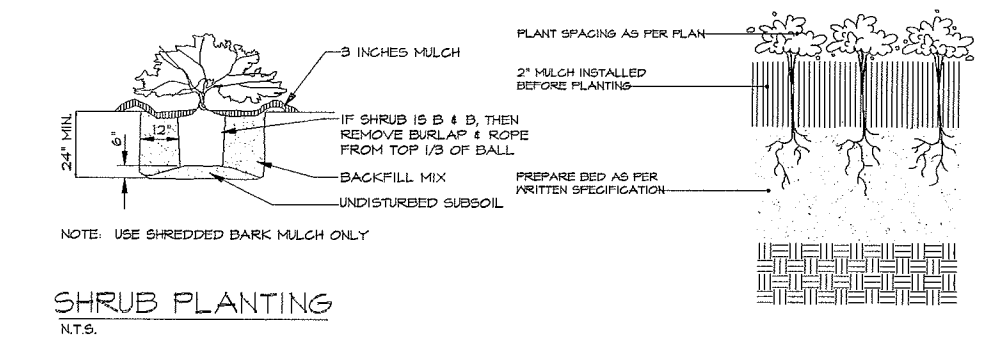 3 INCHES MULCH
IF SHRUB IS B & B, THEN
REMOVE BURLAP & ROPE
FROM TOP 1/3 OF BALL
BACKFILL MIX
UNDISTURBED SUBSOIL
24" MIN.
6"
12"
NOTE: USE SHREDDED BARK MULCH ONLY
SHRUB PLANTING
N.T.S.
PLANT SPACING AS PER PLAN
2" MULCH INSTALLED
BEFORE PLANTING
PREPARE BED AS PER
WRITTEN SPECIFICATION